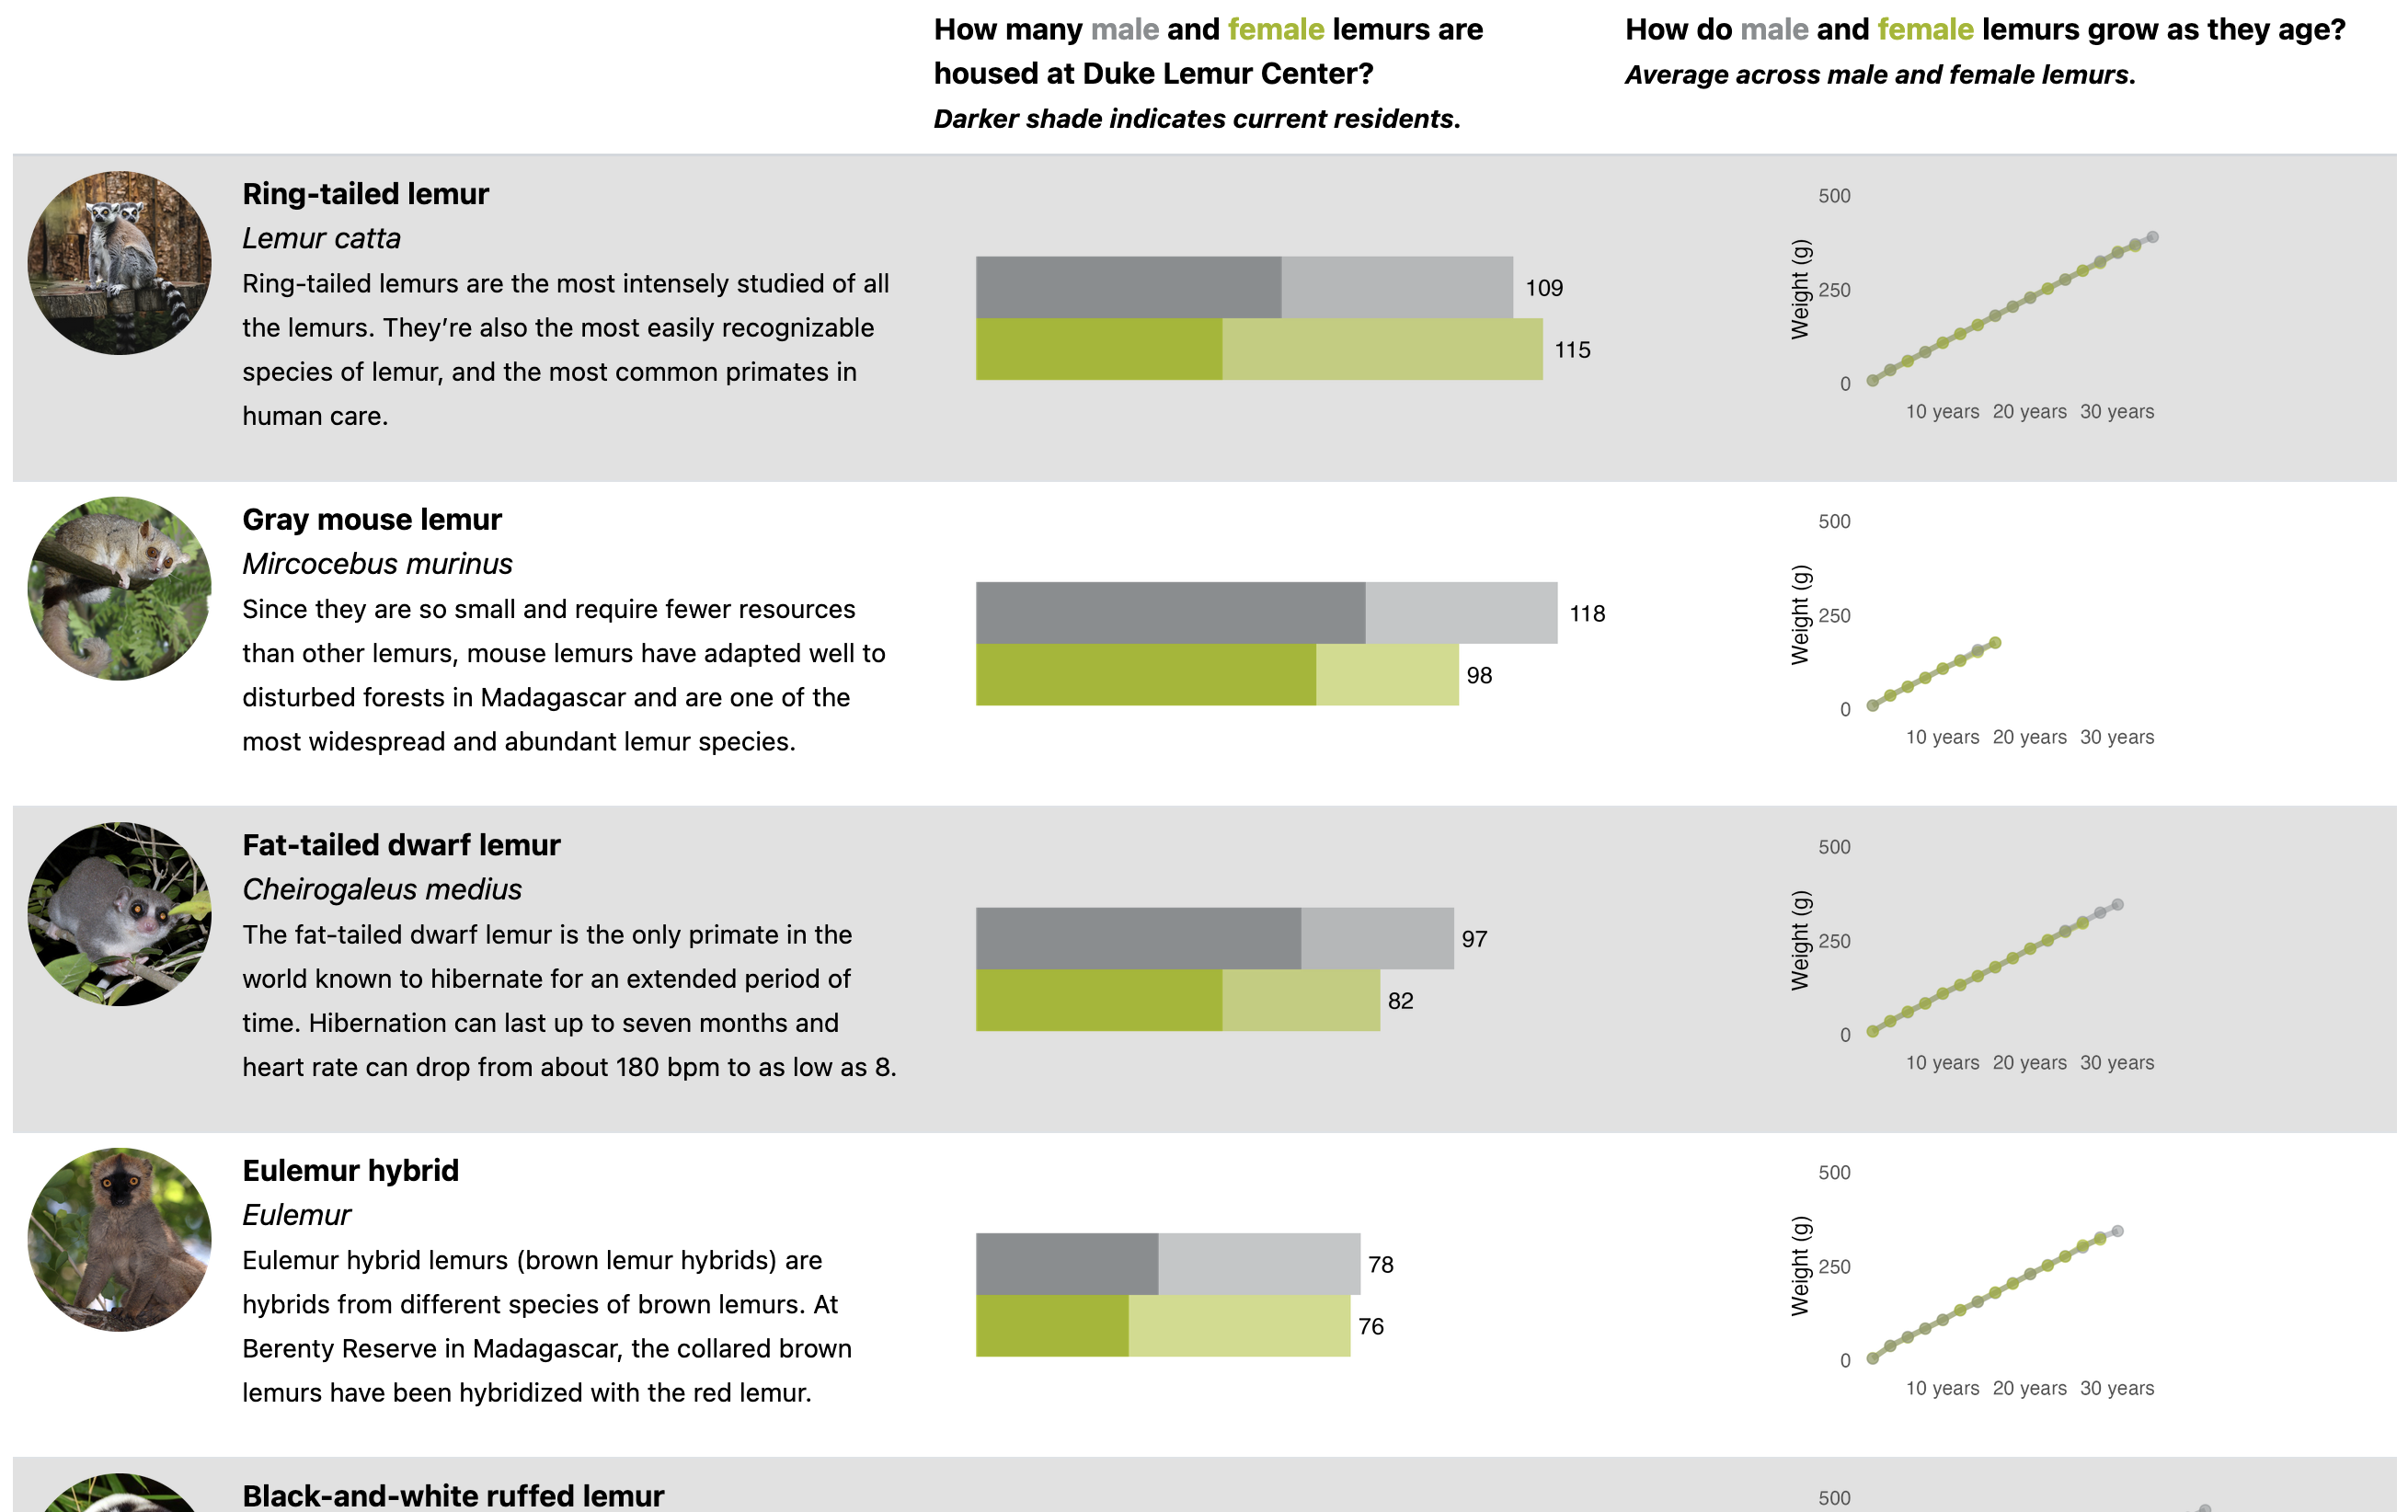 How many male and female lemurs are
housed at Duke Lemur Center?
Darker shade indicates current residents.
How do male and female lemurs grow as they age?
Average across male and female lemurs.
Ring-tailed lemur
Lemur catta
Ring-tailed lemurs are the most intensely studied of all
the lemurs. They’re also the most easily recognizable
species of lemur, and the most common primates in
human care.
109
115
Weight (g)
500
250
0
10 years 20 years 30 years
Gray mouse lemur
Mircocebus murinus
Since they are so small and require fewer resources
than other lemurs, mouse lemurs have adapted well to
disturbed forests in Madagascar and are one of the
most widespread and abundant lemur species.
118
98
Weight (g)
500
250
0
10 years 20 years 30 years
Fat-tailed dwarf lemur
Cheirogaleus medius
The fat-tailed dwarf lemur is the only primate in the
world known to hibernate for an extended period of
time. Hibernation can last up to seven months and
heart rate can drop from about 180 bpm to as low as 8.
97
82
Weight (g)
500
250
0
10 years 20 years 30 years
Eulemur hybrid
Eulemur
Eulemur hybrid lemurs (brown lemur hybrids) are
hybrids from different species of brown lemurs. At
Berenty Reserve in Madagascar, the collared brown
lemurs have been hybridized with the red lemur.
78
76
Weight (g)
500
250
0
10 years 20 years 30 years
Black-and-white ruffed lemur
500